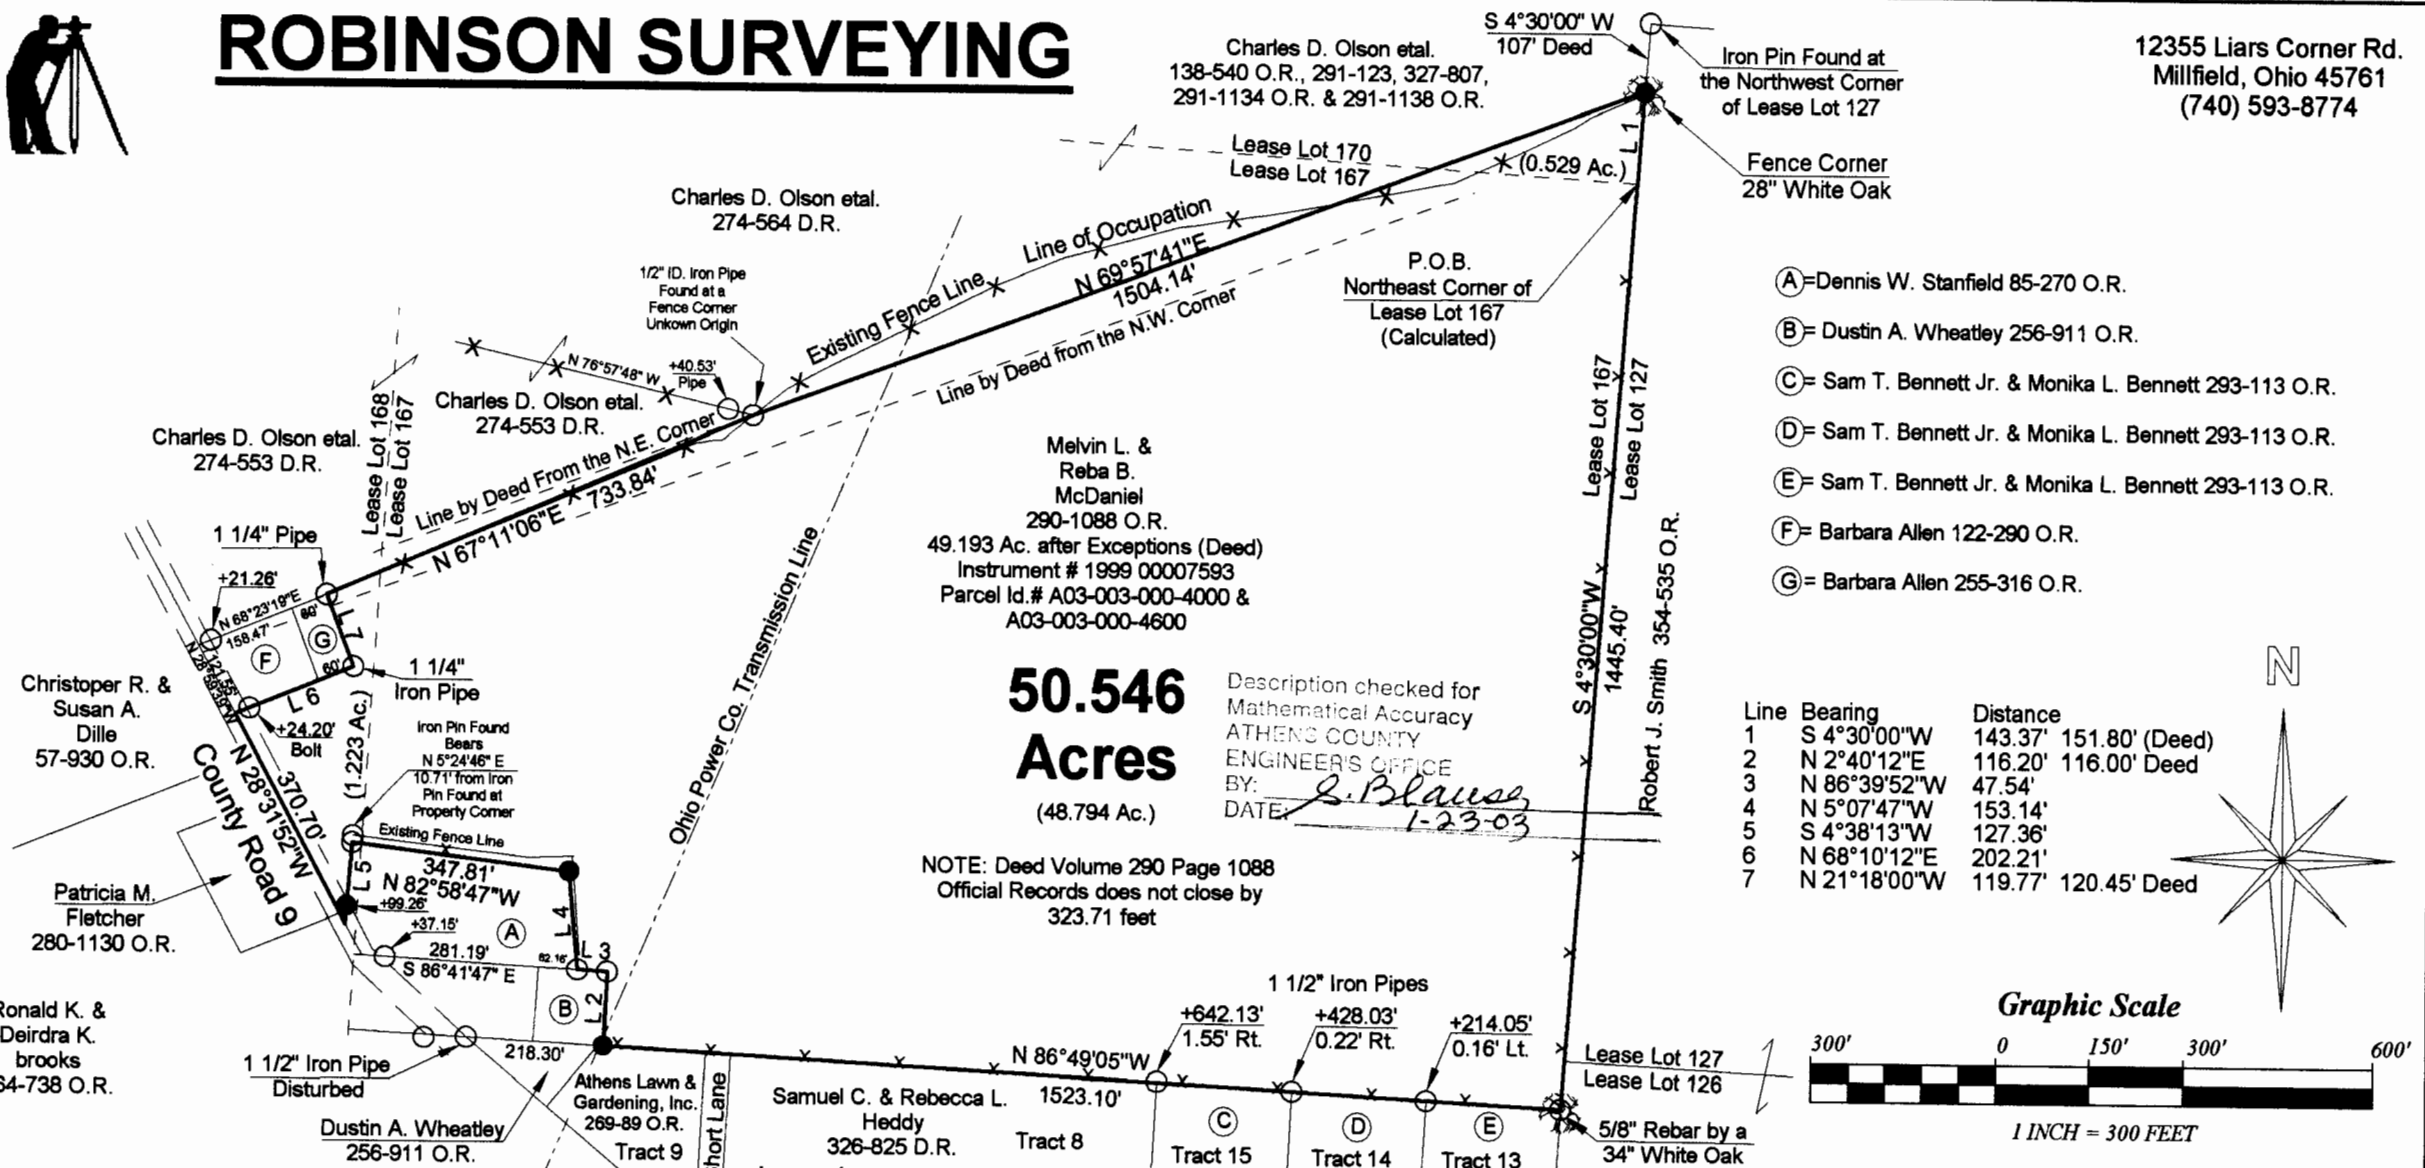 ROBINSON SURVEYING
12355 Liars Corner Rd.
Millfield, Ohio 45761
(740) 593-8774
S 4°30'00" W
107' Deed
Iron Pin Found at
the Northwest Corner
of Lease Lot 127
Charles D. Olson etal.
138-540 O.R., 291-123, 327-807,
291-1134 O.R. & 291-1138 O.R.
L 1
Lease Lot 170
Lease Lot 167
(0.529 Ac.)
Fence Corner
28" White Oak
Charles D. Olson etal.
274-564 D.R.
Existing Fence Line
Line of Occupation
N 69°57'41"E
1504.14'
Line by Deed from the N.W. Corner
1/2" ID. Iron Pipe
Found at a
Fence Corner
Unkown Origin
P.O.B.
Northeast Corner of
Lease Lot 167
(Calculated)
N 76°57'48" W
+40.53'
Pipe
Charles D. Olson etal.
274-553 D.R.
Charles D. Olson etal.
274-553 D.R.
Lease Lot 168
Lease Lot 167
Line by Deed From the N.E. Corner
N 67°11'06"E 733.84'
Lease Lot 167
Lease Lot 127
S 4°30'00"W
1445.40'
Robert J. Smith 354-535 O.R.
A=Dennis W. Stanfield 85-270 O.R.
B= Dustin A. Wheatley 256-911 O.R.
C= Sam T. Bennett Jr. & Monika L. Bennett 293-113 O.R.
D= Sam T. Bennett Jr. & Monika L. Bennett 293-113 O.R.
E= Sam T. Bennett Jr. & Monika L. Bennett 293-113 O.R.
F= Barbara Allen 122-290 O.R.
G= Barbara Allen 255-316 O.R.
Melvin L. &
Reba B.
McDaniel
290-1088 O.R.
49.193 Ac. after Exceptions (Deed)
Instrument # 1999 00007593
Parcel Id.# A03-003-000-4000 &
A03-003-000-4600
50.546
Acres
(48.794 Ac.)
Description checked for
Mathematical Accuracy
ATHENS COUNTY
ENGINEER'S OFFICE
BY: S. Blauser
DATE: 1-23-03
NOTE: Deed Volume 290 Page 1088
Official Records does not close by
323.71 feet
Ohio Power Co. Transmission Line
1 1/4" Pipe
+21.26'
N 68°23'19"E
158.47'
60'
L 7
G
F
60'
L 6
1 1/4"
Iron Pipe
+24.20'
Bolt
(1.223 Ac.)
Christoper R. &
Susan A.
Dille
57-930 O.R.
County Road 9
N 28°31'52"W
370.70'
Iron Pin Found
Bears
N 5°24'46" E
10.71' from Iron
Pin Found at
Property Corner
Existing Fence Line
347.81'
N 82°58'47"W
L 5
+99.26'
Patricia M.
Fletcher
280-1130 O.R.
+37.15'
A
L 4
281.19'
S 86°41'47" E
82.16'
L 3
B
L 2
218.30'
1 1/2" Iron Pipe
Disturbed
brooks
Dustin A. Wheatley
256-911 O.R.
Athens Lawn &
Gardening, Inc.
269-89 O.R.
Tract 9
Samuel C. & Rebecca L.
Heddy
326-825 D.R.
Tract 8
N 86°49'05"W
1523.10'
1 1/2" Iron Pipes
+642.13'
1.55' Rt.
+428.03'
0.22' Rt.
+214.05'
0.16' Lt.
C
Tract 15
D
Tract 14
E
Tract 13
Lease Lot 127
Lease Lot 126
5/8" Rebar by a
34" White Oak
Line Bearing Distance
1 S 4°30'00"W 143.37' 151.80' (Deed)
2 N 2°40'12"E 116.20' 116.00' Deed
3 N 86°39'52"W 47.54'
4 N 5°07'47"W 153.14'
5 S 4°38'13"W 127.36'
6 N 68°10'12"E 202.21'
7 N 21°18'00"W 119.77' 120.45' Deed
N
Graphic Scale
300' 0 150' 300' 600'
1 INCH = 300 FEET